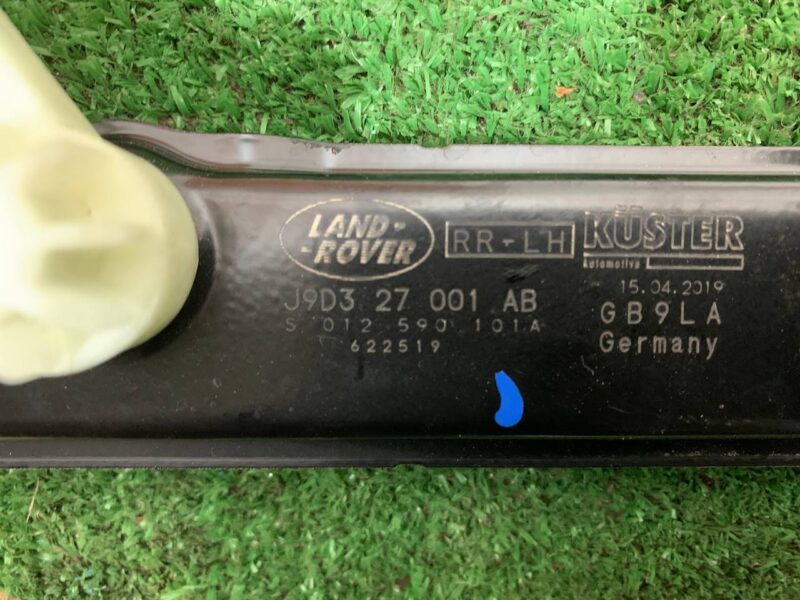 LAND-
-ROVER
RR-LH
KÜSTER
automotive
15.04.2019
J9D3 27 001 AB
GB9LA
S 012 590 101A
622519
Germany